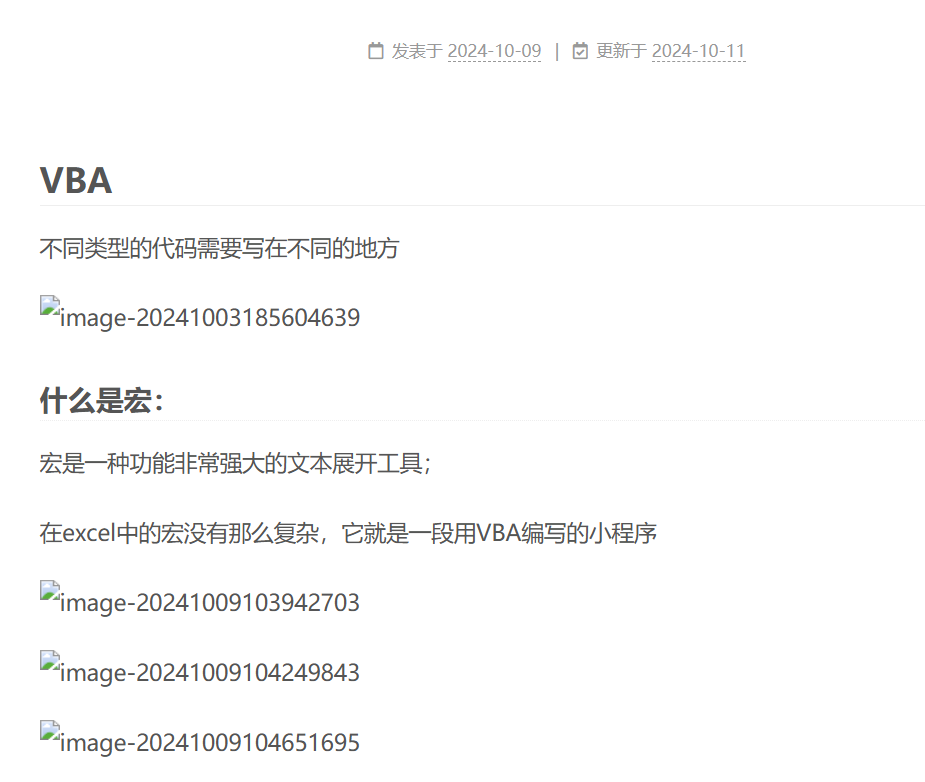 发表于 2024-10-09 | 更新于 2024-10-11
VBA
不同类型的代码需要写在不同的地方
image-20241003185604639
什么是宏：
宏是一种功能非常强大的文本展开工具；
在excel中的宏没有那么复杂，它就是一段用VBA编写的小程序
image-20241009103942703
image-20241009104249843
image-20241009104651695